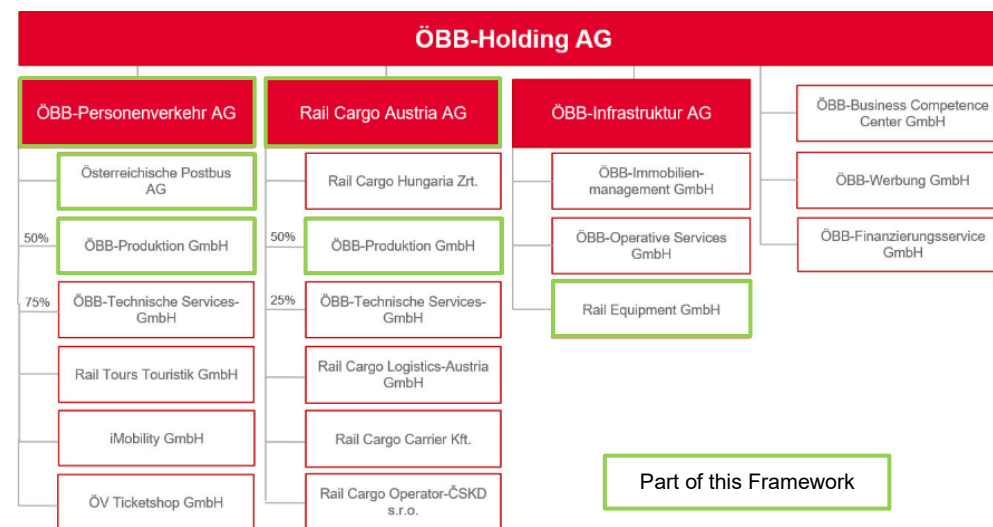 ÖBB-Holding AG
ÖBB-Personenverkehr AG
Österreichische Postbus
AG
50%
ÖBB-Produktion GmbH
75%
ÖBB-Technische Services-
GmbH
Rail Tours Touristik GmbH
iMobility GmbH
ÖV Ticketshop GmbH
Rail Cargo Austria AG
Rail Cargo Hungaria Zrt.
50%
ÖBB-Produktion GmbH
25%
ÖBB-Technische Services-
GmbH
Rail Cargo Logistics-Austria
GmbH
Rail Cargo Carrier Kft.
Rail Cargo Operator-ČSKD
s.r.o.
ÖBB-Infrastruktur AG
ÖBB-Immobilien-
management GmbH
ÖBB-Operative Services
GmbH
Rail Equipment GmbH
ÖBB-Business Competence
Center GmbH
ÖBB-Werbung GmbH
ÖBB-Finanzierungsservice
GmbH
Part of this Framework